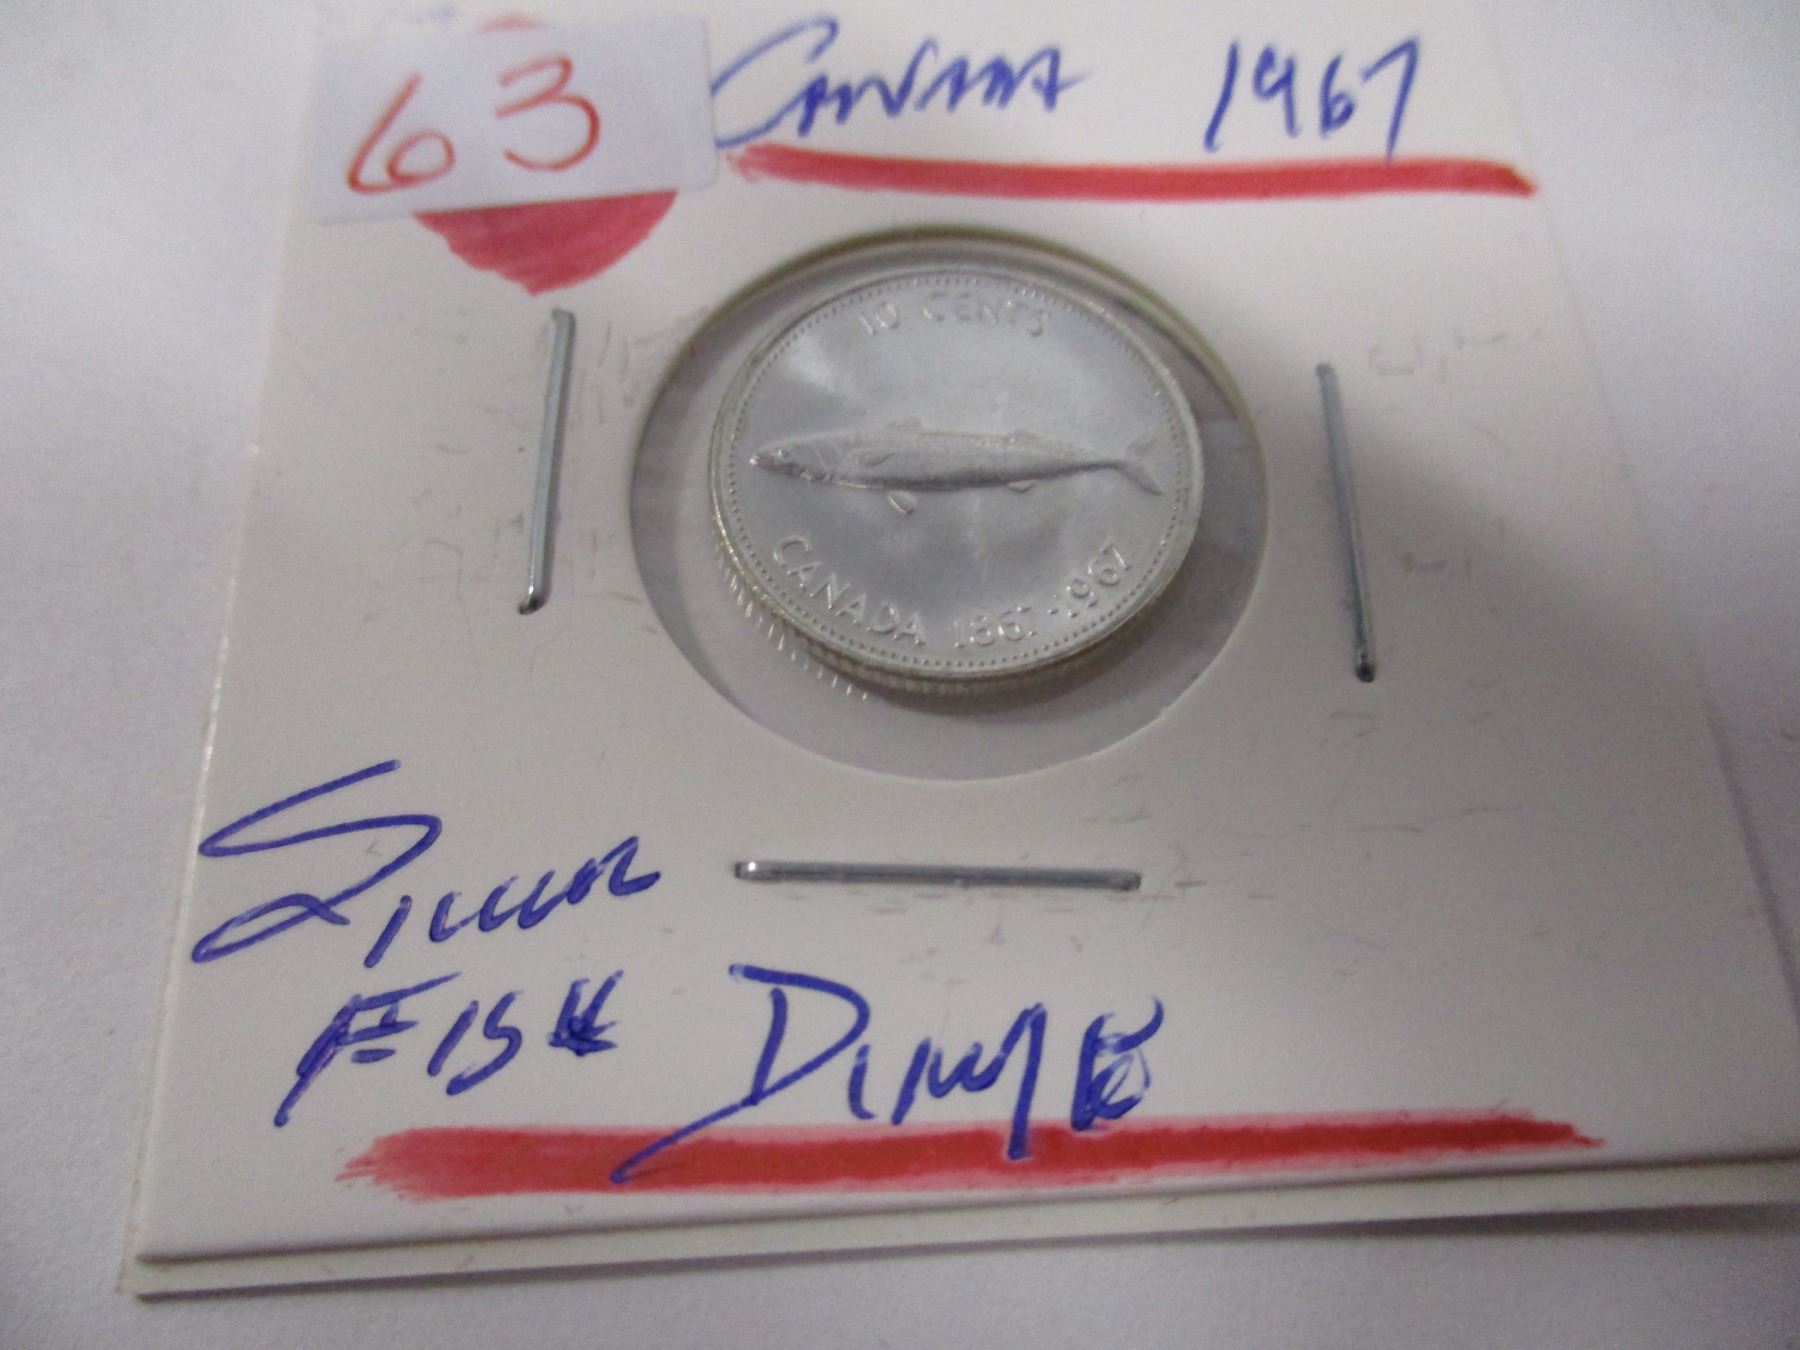 63 CANADA 1967
10 CENTS
CANADA 1867-1967
SILVER
FISH DIME